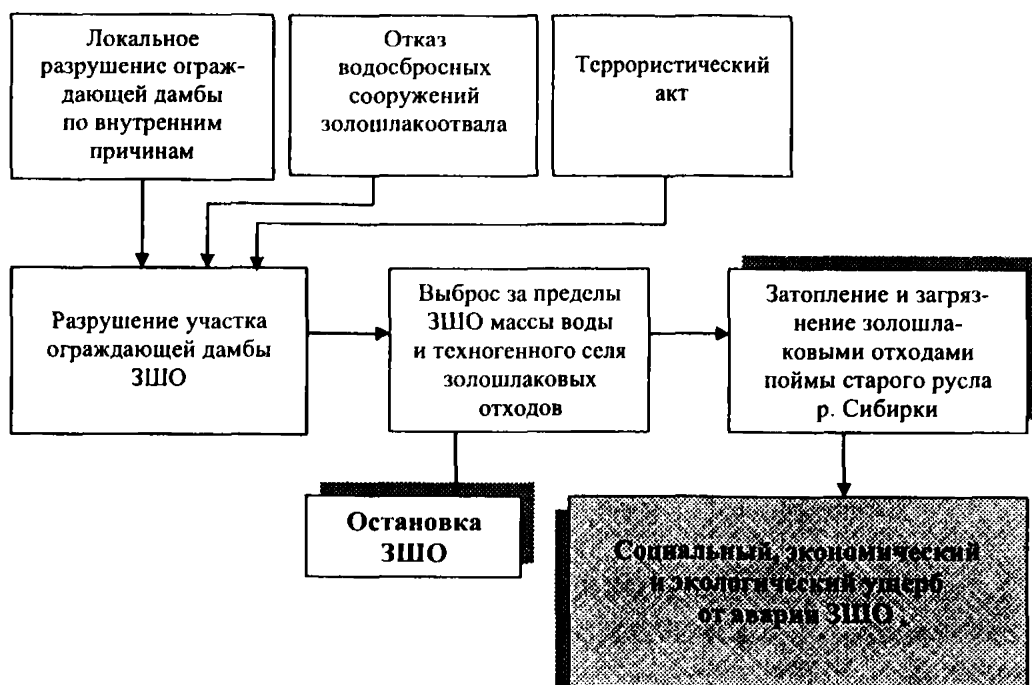 Локальное
разрушение ограж-
дающей дамбы
по внутренним
причинам
Отказ
водосбросных
сооружений
золошлакоотвала
Террористический
акт
Разрушение участка
ограждающей дамбы
ЗШО
Выброс за пределы
ЗШО массы воды
и техногенного селя
золошлаковых
отходов
Затопление и загряз-
нение золошла-
ковыми отходами
поймы старого русла
р. Сибирки
Остановка
ЗШО
Социальный, экономический
и экологический ущерб
от аварии ЗШО